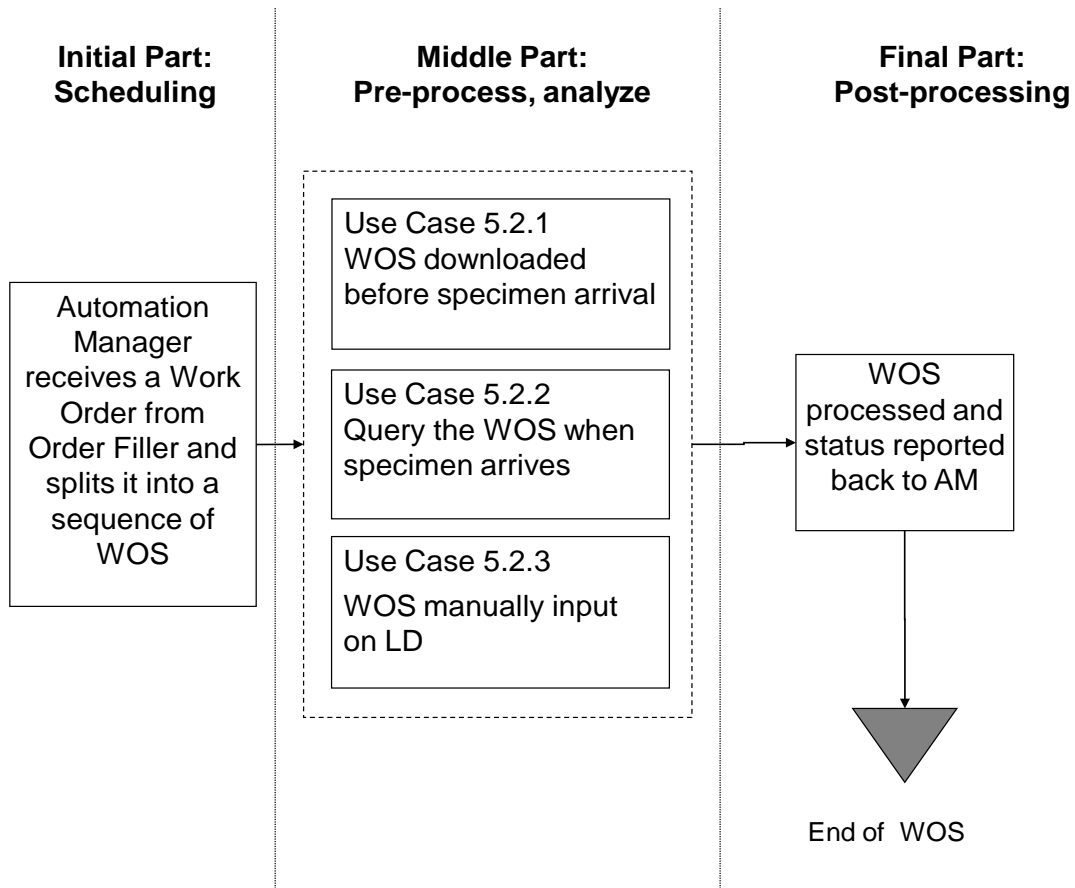 Initial Part:
Scheduling
Middle Part:
Pre-process, analyze
Final Part:
Post-processing
Automation
Manager
receives a Work
Order from
Order Filler and
splits it into a
sequence of
WOS
Use Case 5.2.1
WOS downloaded
before specimen arrival
Use Case 5.2.2
Query the WOS when
specimen arrives
Use Case 5.2.3
WOS manually input
on LD
WOS
processed and
status reported
back to AM
End of WOS